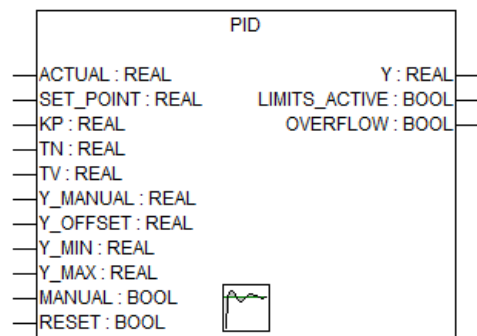 PID
ACTUAL : REAL Y : REAL
SET_POINT : REAL LIMITS_ACTIVE : BOOL
KP : REAL OVERFLOW : BOOL
TN : REAL
TV : REAL
Y_MANUAL : REAL
Y_OFFSET : REAL
Y_MIN : REAL
Y_MAX : REAL
MANUAL : BOOL
RESET : BOOL